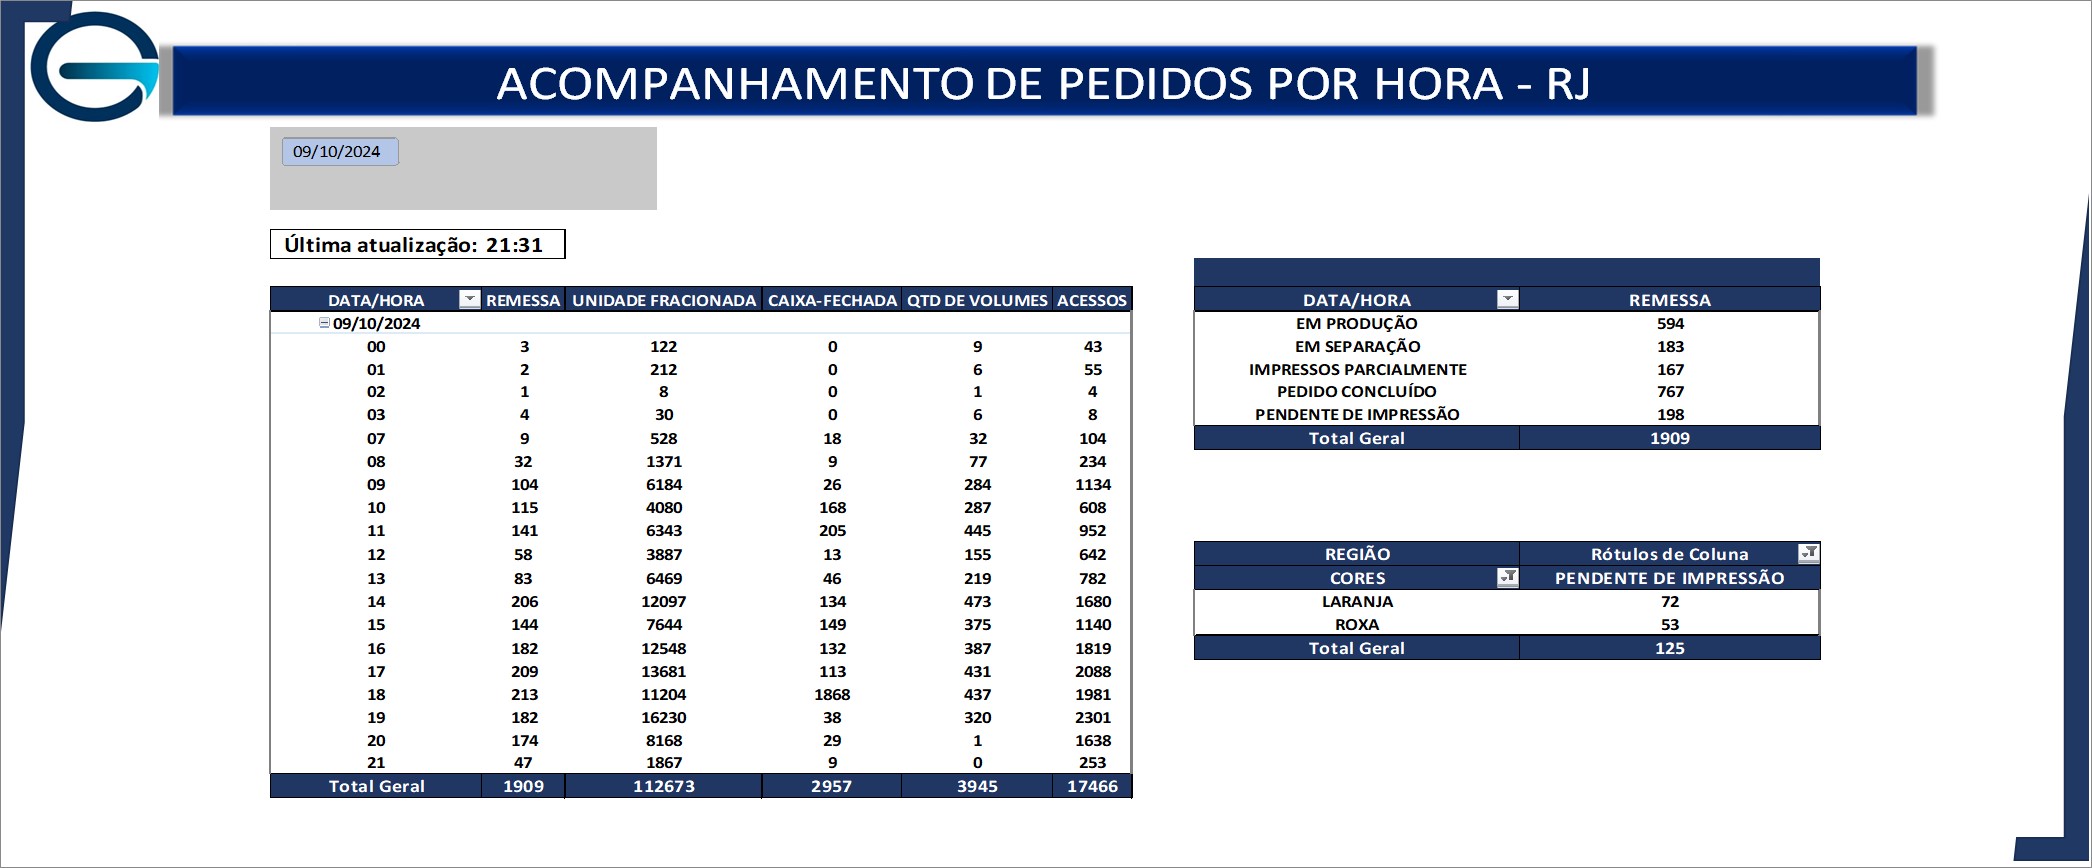 ACOMPANHAMENTO DE PEDIDOS POR HORA - RJ
09/10/2024
Última atualização: 21:31
DATA/HORA REMESSA UNIDADE FRACIONADA CAIXA-FECHADA QTD DE VOLUMES ACESSOS
09/10/2024
00 3 122 0 9 43
01 2 212 0 6 55
02 1 8 0 1 4
03 4 30 0 6 8
07 9 528 18 32 104
08 32 1371 9 77 234
09 104 6184 26 284 1134
10 115 4080 168 287 608
11 141 6343 205 445 952
12 58 3887 13 155 642
13 83 6469 46 219 782
14 206 12097 134 473 1680
15 144 7644 149 375 1140
16 182 12548 132 387 1819
17 209 13681 113 431 2088
18 213 11204 1868 437 1981
19 182 16230 38 320 2301
20 174 8168 29 1 1638
21 47 1867 9 0 253
Total Geral 1909 112673 2957 3945 17466
DATA/HORA REMESSA
EM PRODUÇÃO 594
EM SEPARAÇÃO 183
IMPRESSOS PARCIALMENTE 167
PEDIDO CONCLUÍDO 767
PENDENTE DE IMPRESSÃO 198
Total Geral 1909
REGIÃO Rótulos de Coluna
CORES PENDENTE DE IMPRESSÃO
LARANJA 72
ROXA 53
Total Geral 125